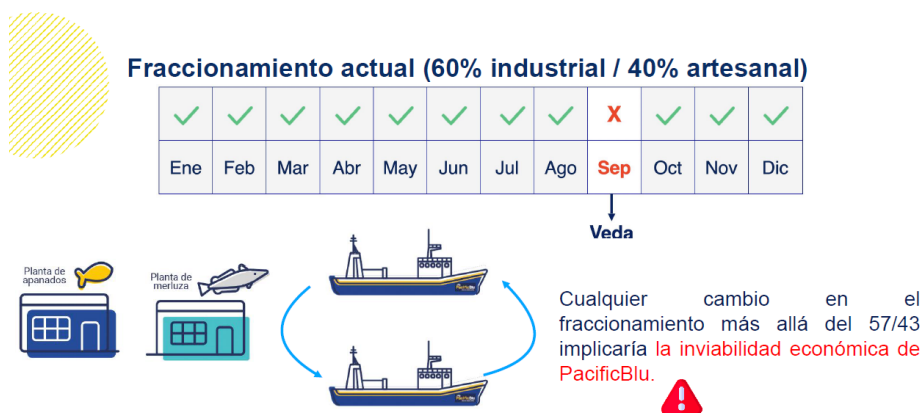 Fraccionamiento actual (60% industrial / 40% artesanal)
X
Ene Feb Mar Abr May Jun Jul Ago Sep Oct Nov Dic
Veda
Planta de
apanados
Planta de
merluza
Cualquier cambio en el
fraccionamiento más allá del 57/43
implicaría la inviabilidad económica de
PacificBlu.